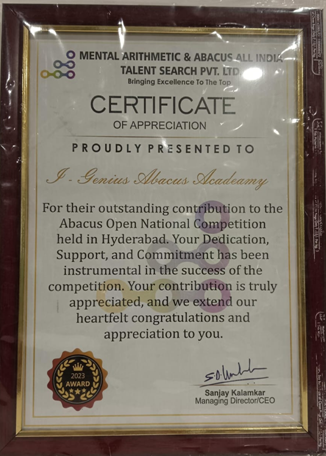 MENTAL ARITHMETIC & ABACUS ALL INDIA
TALENT SEARCH PVT. LTD.
Bringing Excellence To The Top
CERTIFICATE
OF APPRECIATION
PROUDLY PRESENTED TO
I - Genius Abacus Acadeamy
For their outstanding contribution to the
Abacus Open National Competition
held in Hyderabad. Your Dedication,
Support, and Commitment has been
instrumental in the success of the
competition. Your contribution is truly
appreciated, and we extend our
heartfelt congratulations and
appreciation to you.
2023
AWARD
Sanjay Kalamkar
Managing Director/CEO